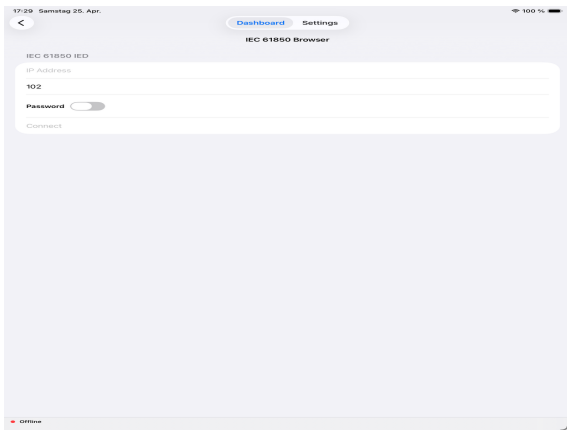 17:29 Samstag 25. Apr.
100 %
Dashboard Settings
IEC 61850 Browser
IEC 61850 IED
IP Address
102
Password
Connect
Offline